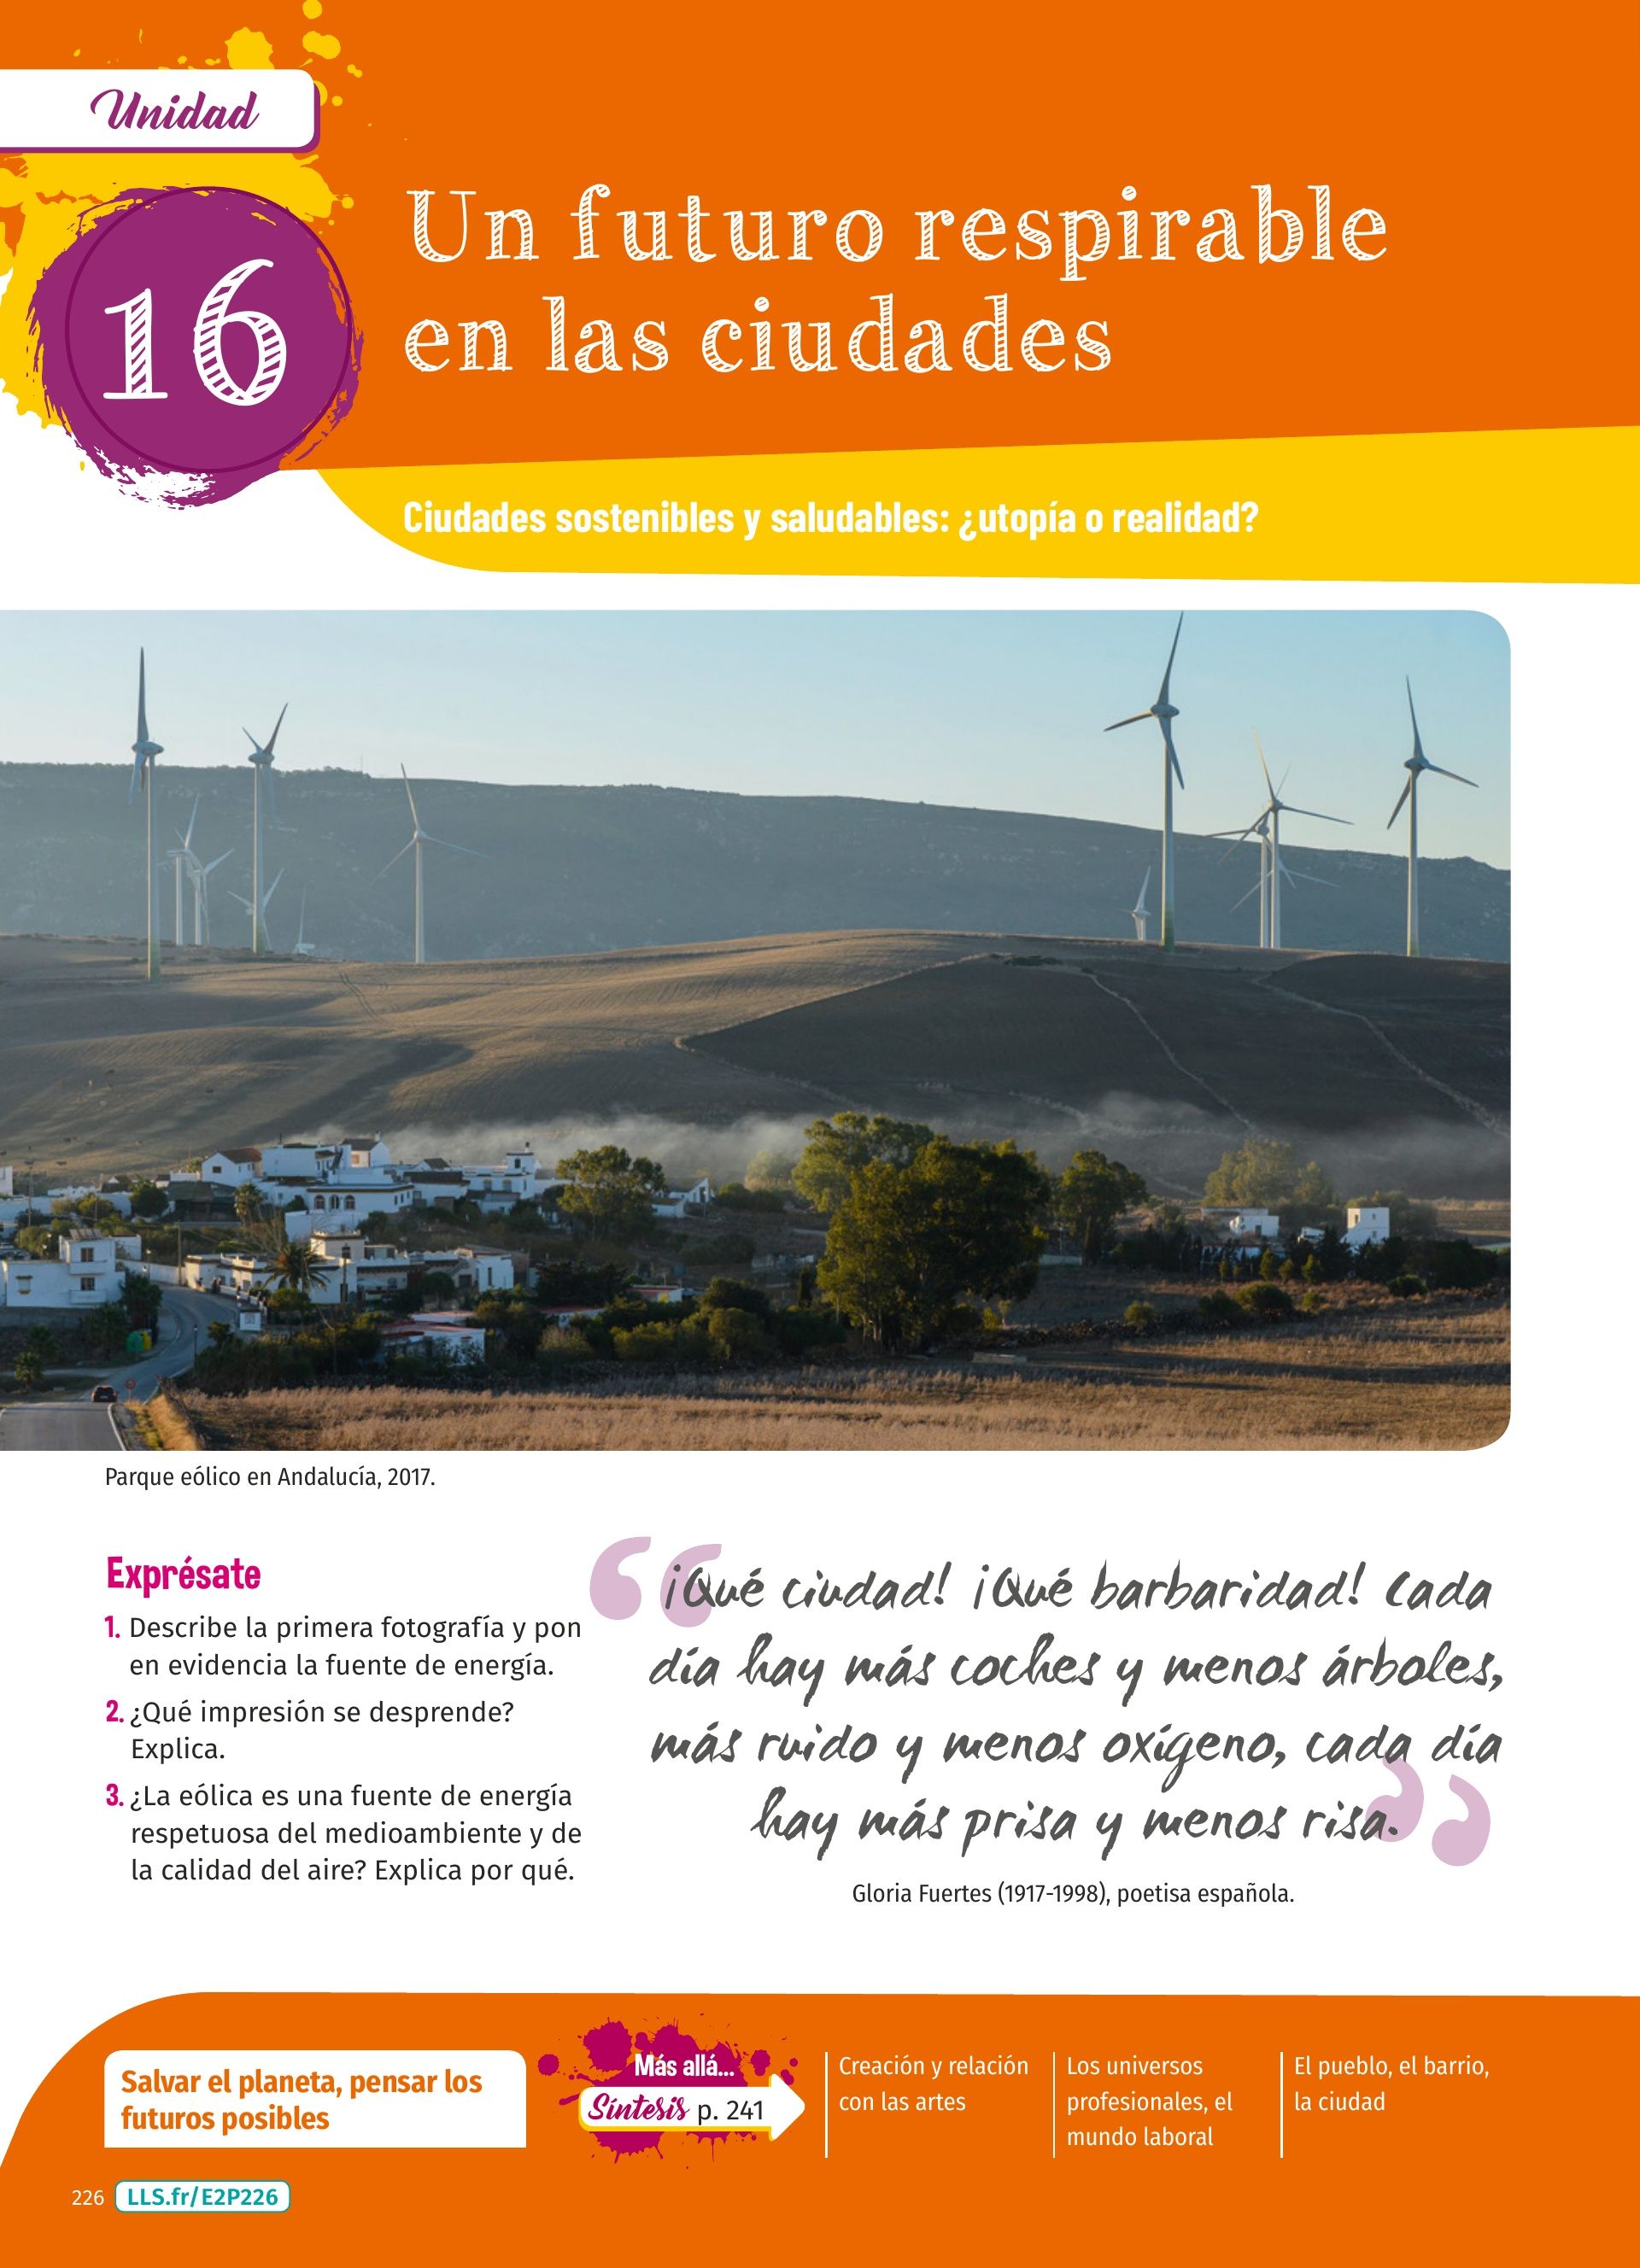 Unidad
16
Un futuro respirable
en las ciudades
Ciudades sostenibles y saludables: ¿utopía o realidad?
Parque eólico en Andalucía, 2017.
Exprésate
1. Describe la primera fotografía y pon
en evidencia la fuente de energía.
2. ¿Qué impresión se desprende?
Explica.
3. ¿La eólica es una fuente de energía
respetuosa del medioambiente y de
la calidad del aire? Explica por qué.
“¡Qué ciudad! ¡Qué barbaridad! Cada
día hay más coches y menos árboles,
más ruido y menos oxígeno, cada día
hay más prisa y menos risa.”
Gloria Fuertes (1917-1998), poetisa española.
Salvar el planeta, pensar los
futuros posibles
Más allá...
Síntesis p. 241
Creación y relación
con las artes
Los universos
profesionales, el
mundo laboral
El pueblo, el barrio,
la ciudad
226 LLS.fr/E2P226